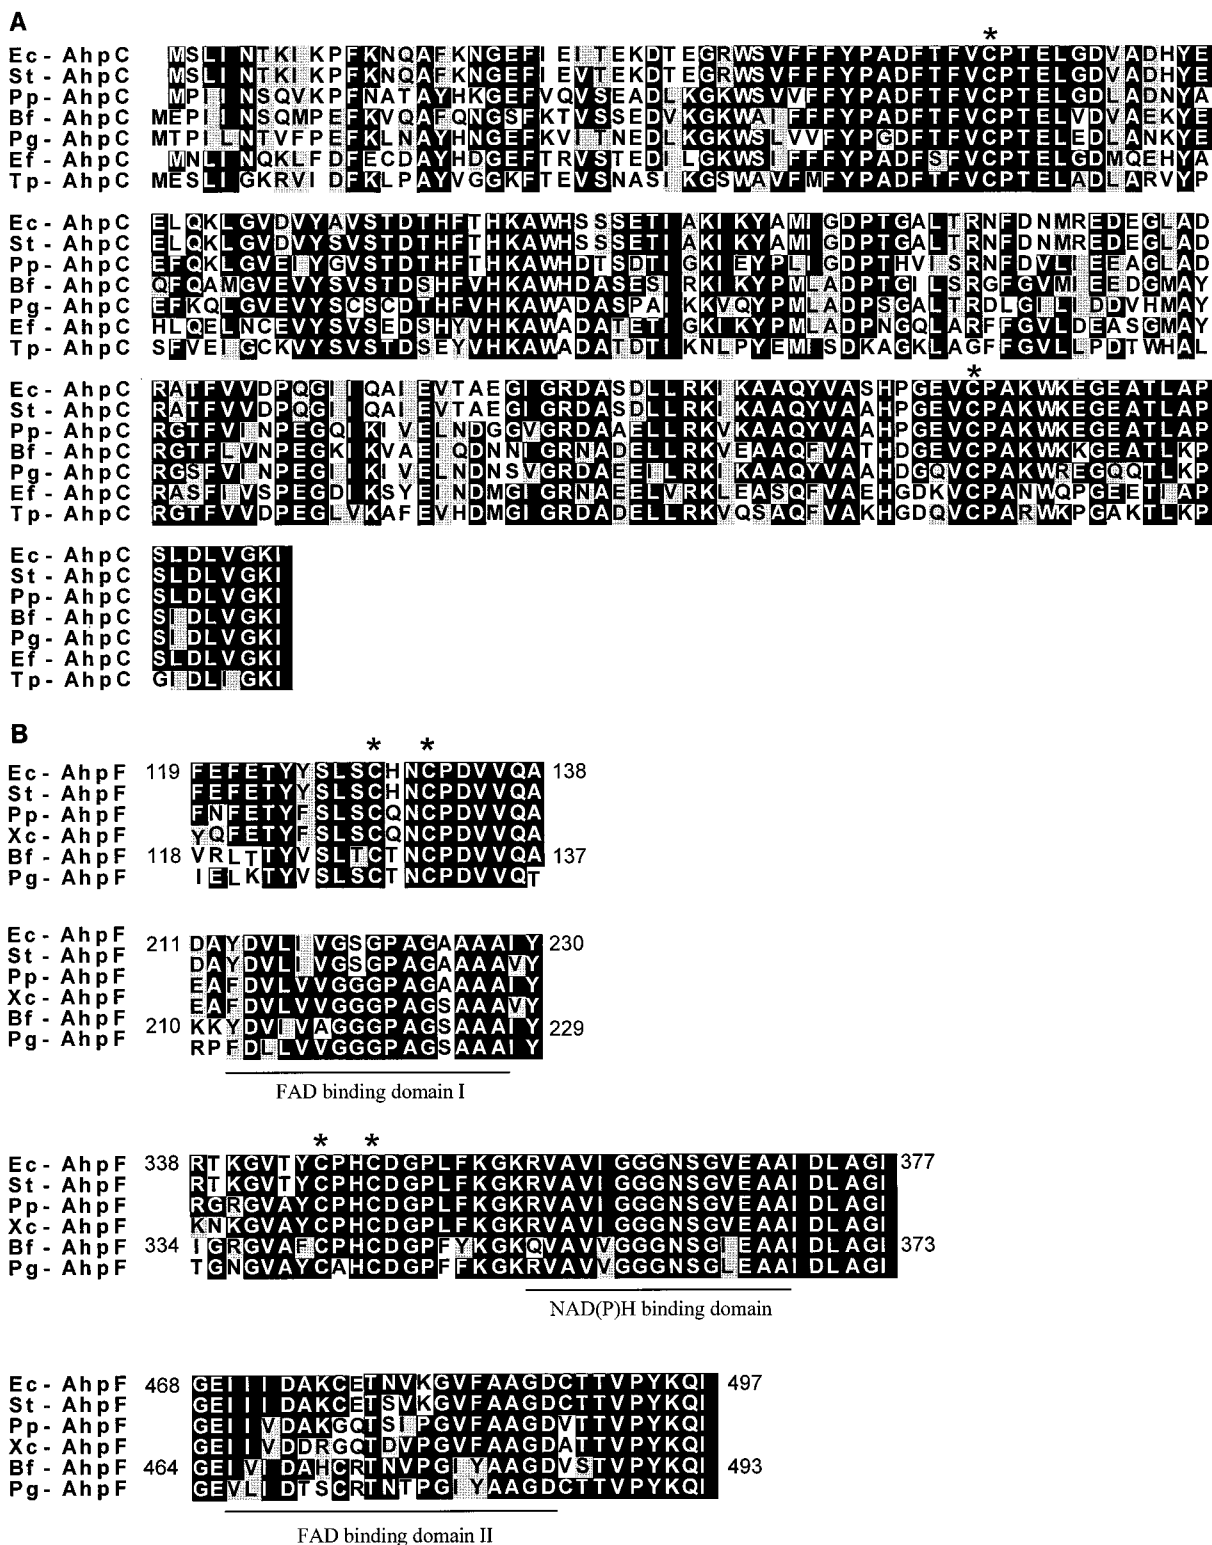 A
*
Ec- AhpC MSLINTKIKPFKNQAFKNGEFIEITEKDTEGRWSVFFFYPADFTFVCPTELGDVADHYE
St- AhpC MSLINTKIKPFKNQAFKNGEFIEVTEKDTEGRWSVFFFYPADFTFVCPTELGDVADHYE
Pp- AhpC MPIINSQVKPFNATAYHKGEFVQVSEADLKGKWSVVFFYPADFTFVCPTELGDLADNYA
Bf- AhpC MEPIINSQMPEFKVQAFQNGSFKTVSSEDVKGKWAIFFFYPADFTFVCPTELVDVAEKYE
Pg- AhpC MTPILNTVFPEFKLNAYHNGEFKVITNEDLKGKWSLVVFYPGDFTFVCPTELEDLANKYE
Ef- AhpC MNLINQKLFDFECDAYHDGEFTRVSTEDILGKWSIFFFYPADFSFVCPTELGDMQEHYA
Tp- AhpC MESLIGKRVIDFKLPAYVGGKFTEVSNASIKGSWAVFMFYPADFTFVCPTELADLARVYP
Ec- AhpC ELQKLGVDVYAVSTDTHFTHKAWHSSSETIAKIKYAMIGDPTGALTRNFDNMREDEGLAD
St- AhpC ELQKLGVDVYSVSTDTHFTHKAWHSSSETIAKIKYAMIGDPTGALTRNFDNMREDEGLAD
Pp- AhpC EFQKLGVEIYGVSTDTHFTHKAWHDTSDTIGKIEYPLIGDPTHVISRNFDVLIEEAGLAD
Bf- AhpC QFQAMGVEVYSVSTDSHFVHKAWHDASESIRKIKYPMLADPTGILSRGFGVMIEEDGMAY
Pg- AhpC EFKQLGVEVYSCSCDTHFVHKAWADASPAIKKVQYPMLADPSGALTRDLGILIDDVHMAY
Ef- AhpC HLQELNCEVYSVSEDSHYVHKAWADATETIGKIKYPMLADPNGQLARFFGVLDEASGMAY
Tp- AhpC SFVEIGCKVYSVSTDSEYVHKAWADATDTIKNLPYEMISDKAGKLAGFFGVLLPDTWHAL
*
Ec- AhpC RATFVVDPQGIIQAIEVTAEGIGRDASDLLRKIKAAQYVASHPGEVCPAKWKEGEATLAP
St- AhpC RATFVVDPQGIIQAIEVTAEGIGRDASDLLRKIKAAQYVAAHPGEVCPAKWKEGEATLAP
Pp- AhpC RGTFVINPEGQIKIVELNDGGVGRDAAELLRKVKAAQYVAAHPGEVCPAKWKEGEATLAP
Bf- AhpC RGTFLVNPEGKIKVAEIQDNNIGRNADELLRKVEAAQFVATHDGEVCPAKWKKGEATLKP
Pg- AhpC RGSFVINPEGIIKIVELNDNSVGRDAEEILRKIKAAQYVAAHDGQVCPAKWREGQQTLKP
Ef- AhpC RASFIVSPEGDIKSYEINDMGIGRNAEELVRKLEASQFVAEHGDKVCPANWQPGEETIAP
Tp- AhpC RGTFVVDPEGLVKAFEVHDMGIGRDADELLRKVQSAQFVAKHGDQVCPARWKPGAKTLKP
Ec- AhpC SLDLVGKI
St- AhpC SLDLVGKI
Pp- AhpC SLDLVGKI
Bf- AhpC SIDLVGKI
Pg- AhpC SIDLVGKI
Ef- AhpC SLDLVGKI
Tp- AhpC GIDLIGKI
B
* *
Ec- AhpF 119 FEFETYYSLSCHNCPDVVQA 138
St- AhpF FEFETYYSLSCHNCPDVVQA
Pp- AhpF FNFETYFSLSCQNCPDVVQA
Xc- AhpF YQFETYFSLSCQNCPDVVQA
Bf- AhpF 118 VRLTTYVSLTCTNCPDVVQA 137
Pg- AhpF IELKTYVSLSCTNCPDVVQT
Ec- AhpF 211 DAYDVLIVGSGPAGAAAAIY 230
St- AhpF DAYDVLIVGSGPAGAAAAVY
Pp- AhpF EAFDVLVVGGGPAGAAAAIY
Xc- AhpF EAFDVLVVGGGPAGSAAAVY
Bf- AhpF 210 KKYDVIVAGGGPAGSAAAIY 229
Pg- AhpF RPFDLLVVGGGPAGSAAAIY
FAD binding domain I
* *
Ec- AhpF 338 RTKGVTYCPHCDGPLFKGKRVAVIGGGNSGVEAAIDLAGI 377
St- AhpF RTKGVTYCPHCDGPLFKGKRVAVIGGGNSGVEAAIDLAGI
Pp- AhpF RGRGVAYCPHCDGPLFKGKRVAVIGGGNSGVEAAIDLAGI
Xc- AhpF KNKGVAYCPHCDGPLFKGKRVAVIGGGNSGVEAAIDLAGI
Bf- AhpF 334 IGRGVAFCPHCDGPFYKGKQVAVVGGGNSGIEAAIDLAGI 373
Pg- AhpF TGNGVAYCAHCDGPFFKGKRVAVVGGGNSGLEAAIDLAGI
NAD(P)H binding domain
Ec- AhpF 468 GEIIIDAKCETNVKGVFAAGDCTTVPYKQI 497
St- AhpF GEIIIDAKCETSVKGVFAAGDCTTVPYKQI
Pp- AhpF GEIIVDAKGQTSIPGVFAAGDVTTVPYKQI
Xc- AhpF GEIIVDDRGQTDVPGVFAAGDATTVPYKQI
Bf- AhpF 464 GEIVIDAHCRTNVPGIYAAGDVSTVPYKQI 493
Pg- AhpF GEVLIDTSCRTNTPGIYAAGDCTTVPYKQI
FAD binding domain II